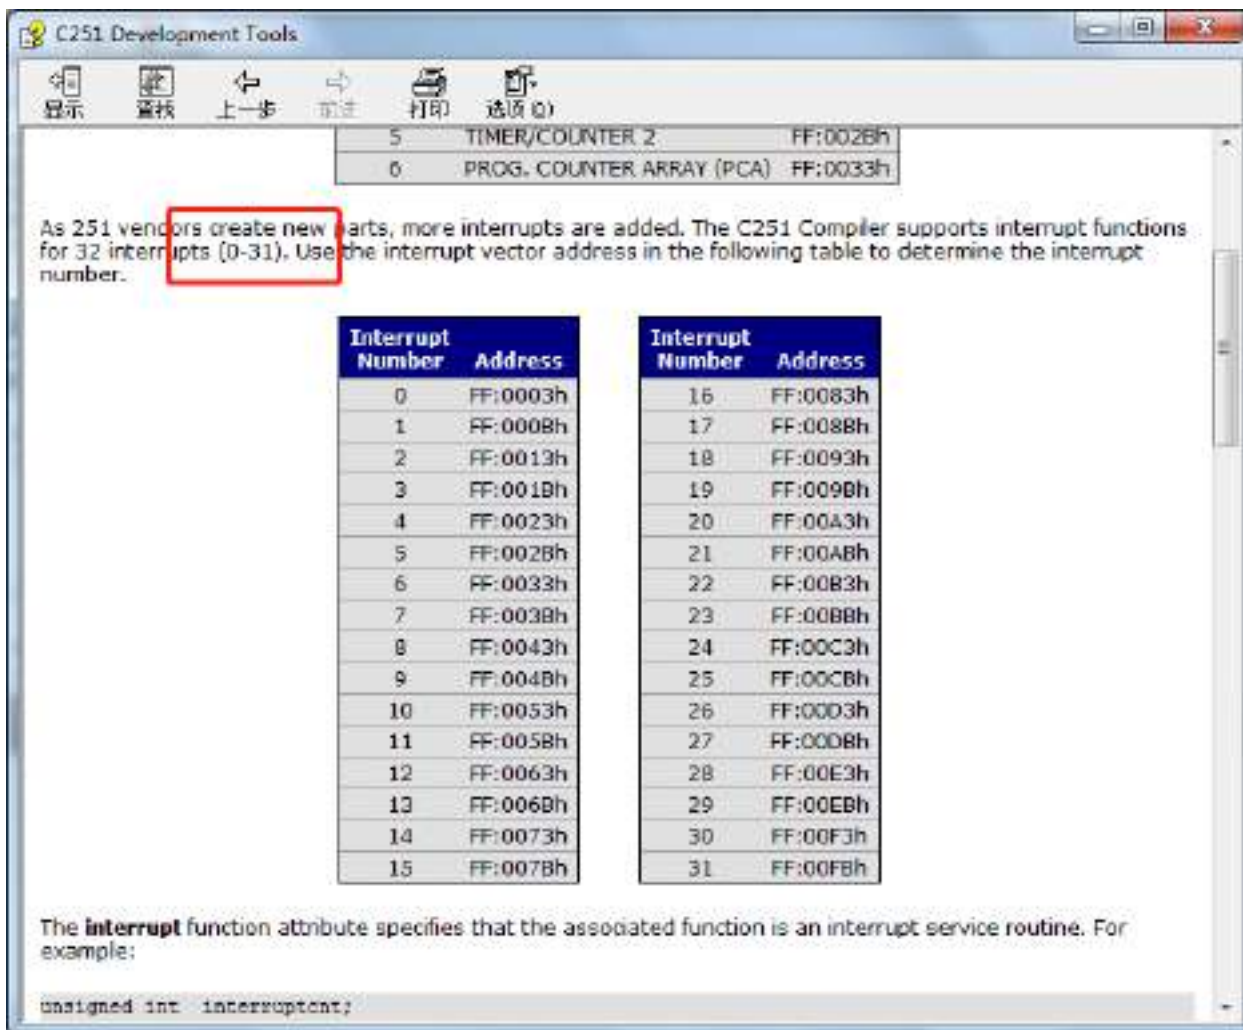 C251 Development Tools
显示 查找 上一步 前进 打印 选项(O)
5 TIMER/COUNTER 2 FF:002Bh
6 PROG. COUNTER ARRAY (PCA) FF:0033h
As 251 vendors create new parts, more interrupts are added. The C251 Compiler supports interrupt functions
for 32 interrupts (0-31). Use the interrupt vector address in the following table to determine the interrupt
number.
Interrupt Number Address Interrupt Number Address
0 FF:0003h 16 FF:0083h
1 FF:000Bh 17 FF:008Bh
2 FF:0013h 18 FF:0093h
3 FF:001Bh 19 FF:009Bh
4 FF:0023h 20 FF:00A3h
5 FF:002Bh 21 FF:00ABh
6 FF:0033h 22 FF:00B3h
7 FF:003Bh 23 FF:00BBh
8 FF:0043h 24 FF:00C3h
9 FF:004Bh 25 FF:00CBh
10 FF:0053h 26 FF:00D3h
11 FF:005Bh 27 FF:00DBh
12 FF:0063h 28 FF:00E3h
13 FF:006Bh 29 FF:00EBh
14 FF:0073h 30 FF:00F3h
15 FF:007Bh 31 FF:00FBh
The interrupt function attribute specifies that the associated function is an interrupt service routine. For
example:
unsigned int interruptcnt;